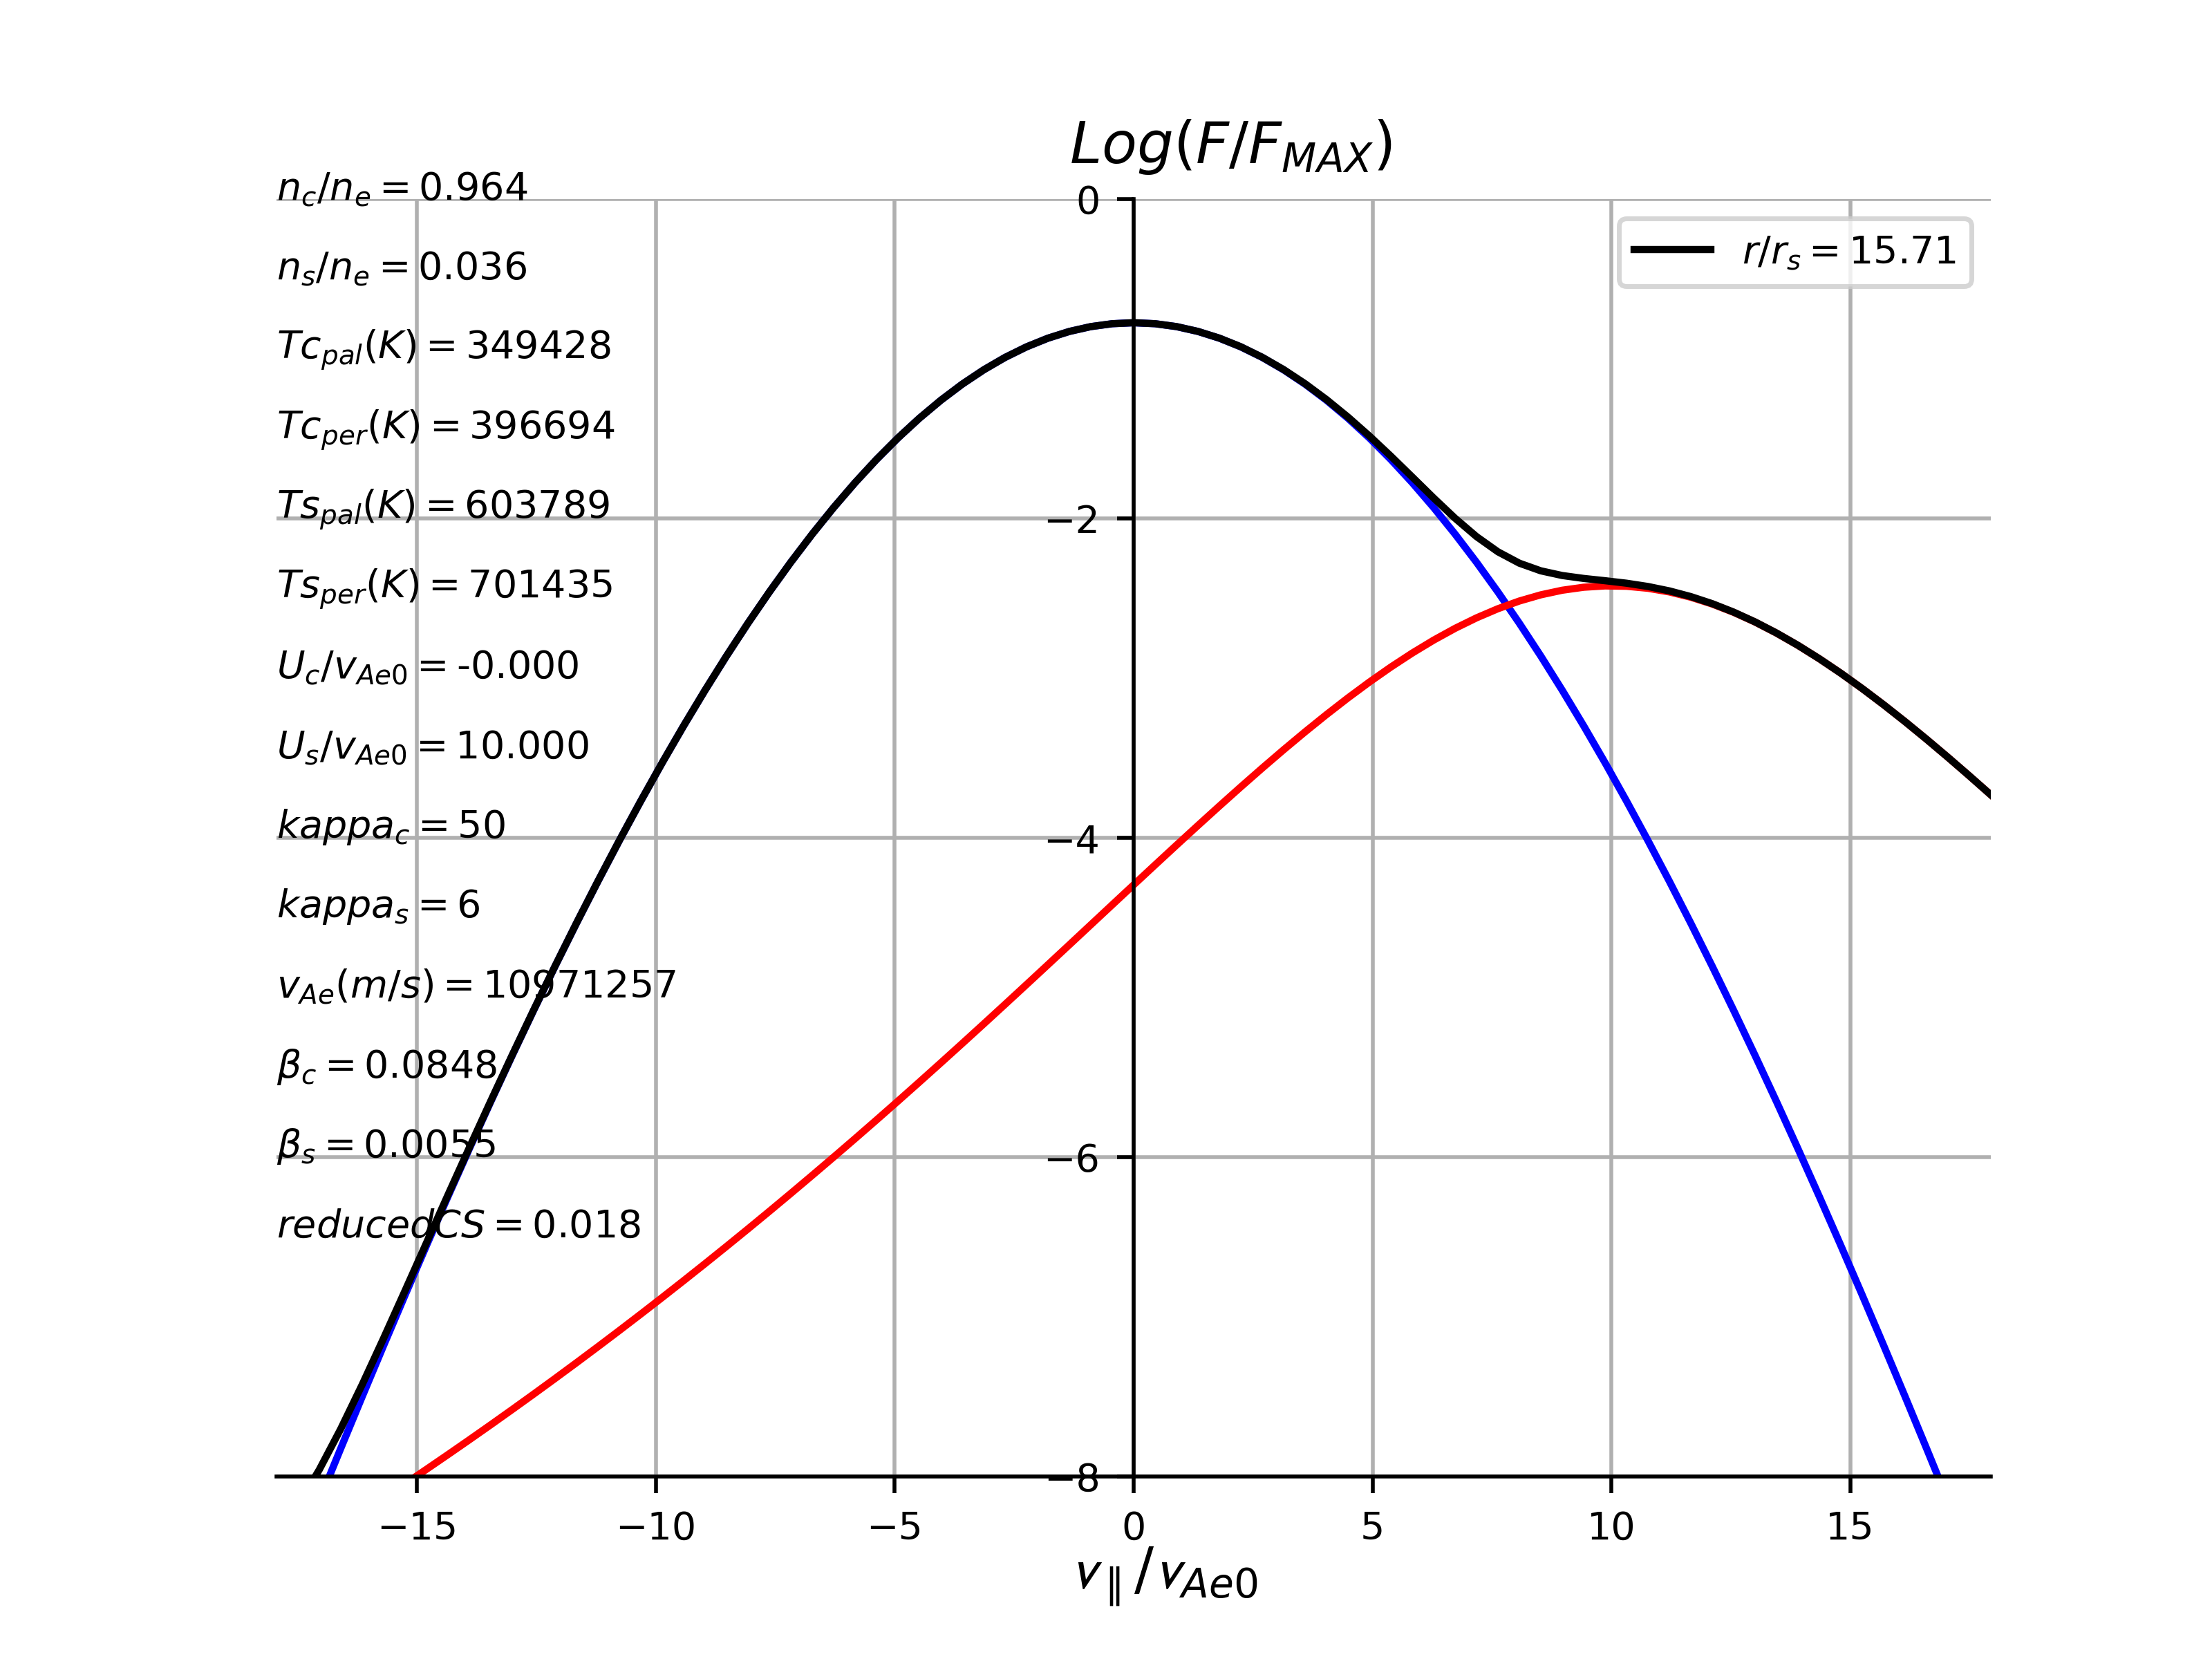 Log(F/F_MAX)
n_c/n_e = 0.964
n_s/n_e = 0.036
Tc_pal(K) = 349428
Tc_per(K) = 396694
Ts_pal(K) = 603789
Ts_per(K) = 701435
U_c/v_Ae0 = -0.000
U_s/v_Ae0 = 10.000
kappa_c = 50
kappa_s = 6
v_Ae(m/s) = 10971257
β_c = 0.0848
β_s = 0.0055
reducedCS = 0.018
r/r_s = 15.71
0
−2
−4
−6
−8
−15 −10 −5 0 5 10 15
v_∥/v_Ae0